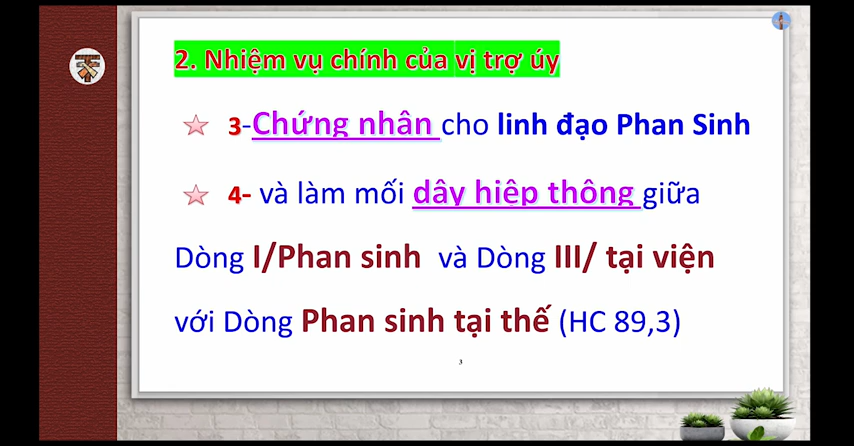 2. Nhiệm vụ chính của vị trợ úy
3-Chứng nhân cho linh đạo Phan Sinh
4- và làm mối dây hiệp thông giữa
Dòng I/Phan sinh và Dòng III/ tại viện
với Dòng Phan sinh tại thế (HC 89,3)
3